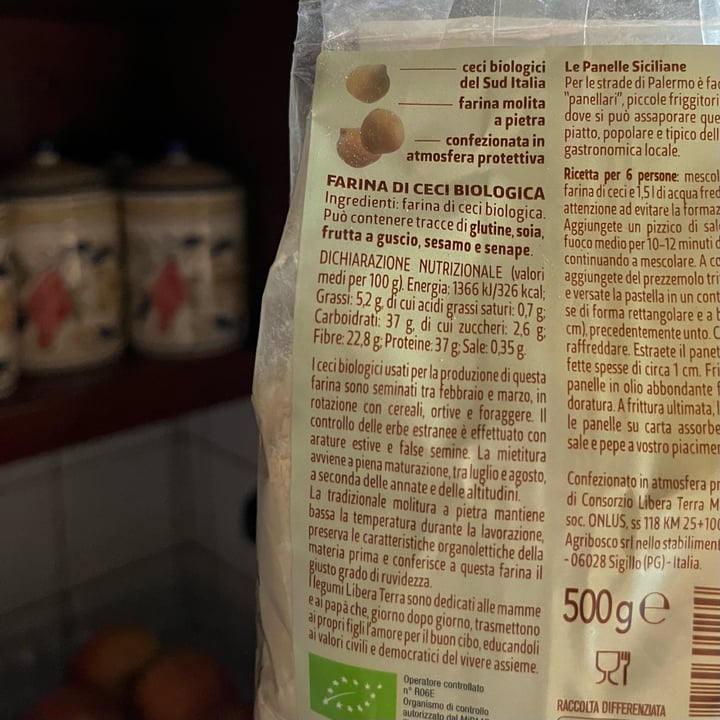 ceci biologici
del Sud Italia
farina molita
a pietra
confezionata in
atmosfera protettiva
FARINA DI CECI BIOLOGICA
Ingredienti: farina di ceci biologica.
Può contenere tracce di glutine, soia,
frutta a guscio, sesamo e senape.
DICHIARAZIONE NUTRIZIONALE (valori
medi per 100 g). Energia: 1366 kJ/326 kcal;
Grassi: 5,2 g, di cui acidi grassi saturi: 0,7 g;
Carboidrati: 37 g, di cui zuccheri: 2,6 g;
Fibre: 22,8 g; Proteine: 37 g; Sale: 0,35 g.
I ceci biologici usati per la produzione di questa
farina sono seminati tra febbraio e marzo, in
rotazione con cereali, ortive e foraggere. Il
controllo delle erbe estranee è effettuato con
arature estive e false semine. La mietitura
avviene a piena maturazione, tra luglio e agosto,
a seconda delle annate e delle altitudini.
La tradizionale molitura a pietra mantiene
bassa la temperatura durante la lavorazione,
preserva le caratteristiche organolettiche della
materia prima e conferisce a questa farina il
giusto grado di ruvidezza.
I legumi Libera Terra sono dedicati alle mamme
e ai papà che, giorno dopo giorno, trasmettono
ai propri figli l'amore per il buon cibo, educandoli
ai valori civili e democratici del vivere assieme.
Operatore controllato
n° R06E
Organismo di controllo
autorizzato dal
Le Panelle Siciliane
Per le strade di Palermo è fac
"panellari", piccole friggitori
dove si può assaporare que
piatto, popolare e tipico dell
gastronomica locale.
Ricetta per 6 persone: mescol
farina di ceci e 1,5 l di acqua fred
attenzione ad evitare la formaz
Aggiungete un pizzico di sal
fuoco medio per 10-12 minuti d
continuando a mescolare. A co
aggiungete del prezzemolo tri
e versate la pastella in un cont
se di forma rettangolare e a b
cm), precedentemente unto. C
raffreddare. Estraete il panet
fette spesse di circa 1 cm. Fri
panelle in olio abbondante f
doratura. A frittura ultimata, l
le panelle su carta assorbe
sale e pepe a vostro piacimen
Confezionato in atmosfera pr
di Consorzio Libera Terra M
soc. ONLUS, ss 118 KM 25+100
Agribosco srl nello stabilimen
- 06028 Sigillo (PG) - Italia.
500 g e
RACCOLTA DIFFERENZIATA